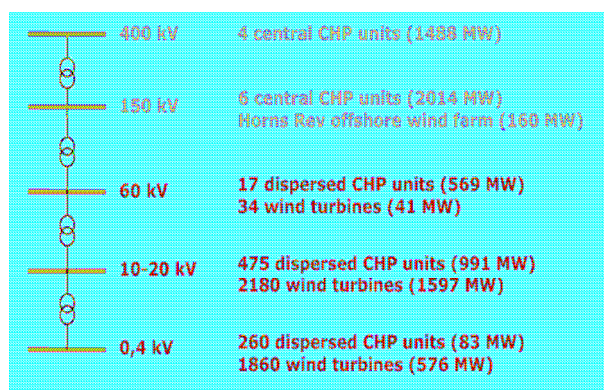 400 kV 4 central CHP units (1488 MW)
150 kV 6 central CHP units (2014 MW)
Horns Rev offshore wind farm (160 MW)
60 kV 17 dispersed CHP units (569 MW)
34 wind turbines (41 MW)
10-20 kV 475 dispersed CHP units (991 MW)
2180 wind turbines (1597 MW)
0,4 kV 260 dispersed CHP units (83 MW)
1860 wind turbines (576 MW)